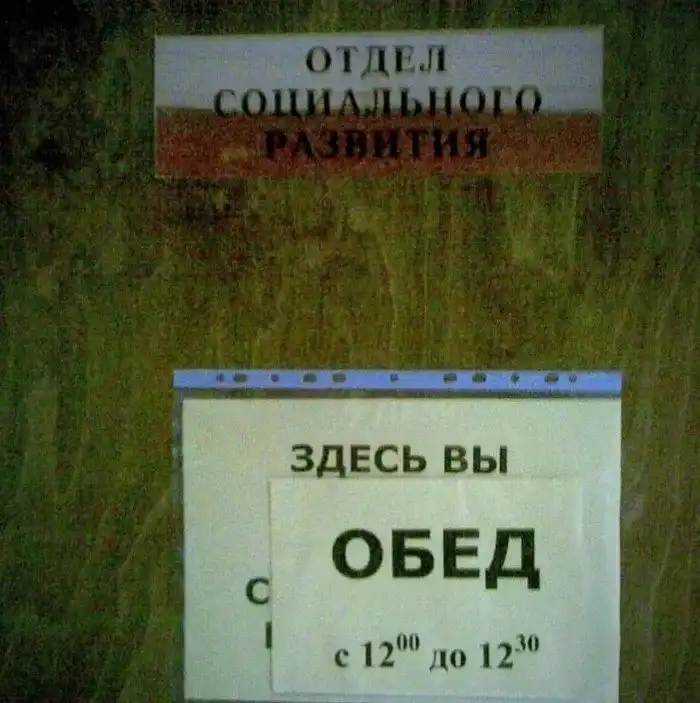 ОТДЕЛ
СОЦИАЛЬНОГО
РАЗВИТИЯ
ЗДЕСЬ ВЫ
ОБЕД
с 12⁰⁰ до 12³⁰